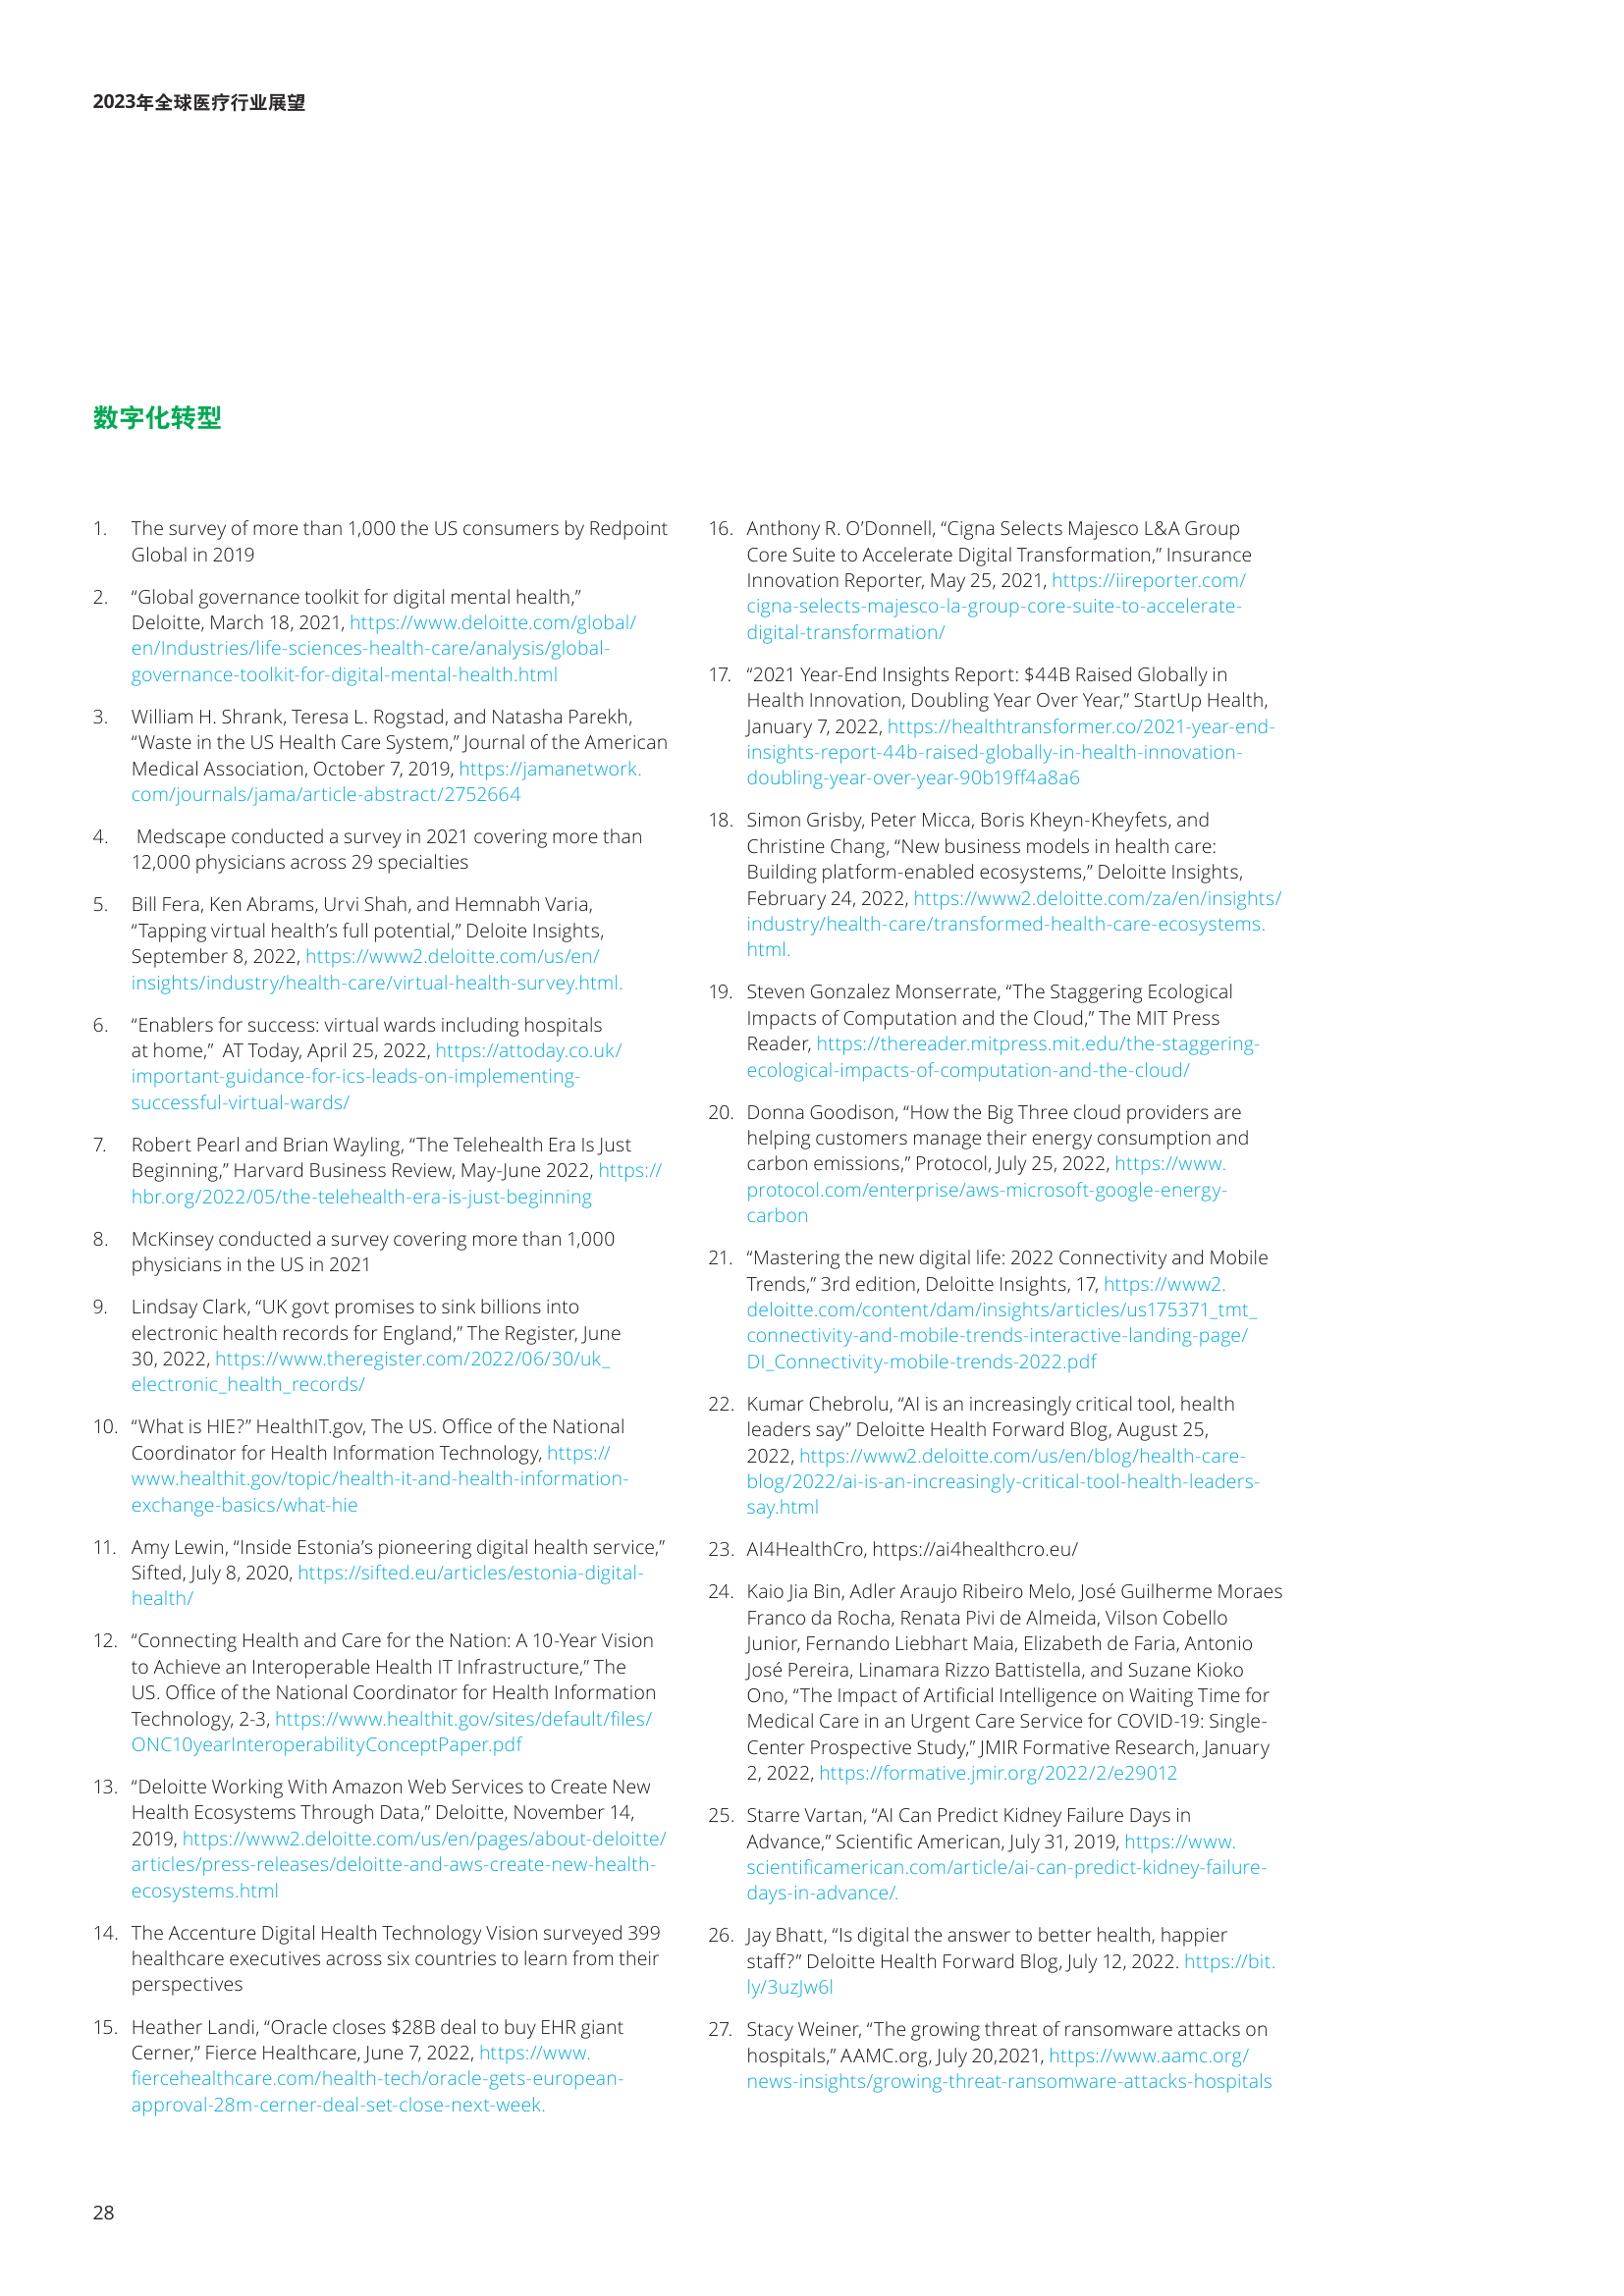 2023年全球医疗行业展望
数字化转型
1. The survey of more than 1,000 the US consumers by Redpoint
Global in 2019
2. “Global governance toolkit for digital mental health,”
Deloitte, March 18, 2021, https://www.deloitte.com/global/
en/Industries/life-sciences-health-care/analysis/global-
governance-toolkit-for-digital-mental-health.html
3. William H. Shrank, Teresa L. Rogstad, and Natasha Parekh,
“Waste in the US Health Care System,” Journal of the American
Medical Association, October 7, 2019, https://jamanetwork.
com/journals/jama/article-abstract/2752664
4. Medscape conducted a survey in 2021 covering more than
12,000 physicians across 29 specialties
5. Bill Fera, Ken Abrams, Urvi Shah, and Hemnabh Varia,
“Tapping virtual health’s full potential,” Deloite Insights,
September 8, 2022, https://www2.deloitte.com/us/en/
insights/industry/health-care/virtual-health-survey.html.
6. “Enablers for success: virtual wards including hospitals
at home,” AT Today, April 25, 2022, https://attoday.co.uk/
important-guidance-for-ics-leads-on-implementing-
successful-virtual-wards/
7. Robert Pearl and Brian Wayling, “The Telehealth Era Is Just
Beginning,” Harvard Business Review, May-June 2022, https://
hbr.org/2022/05/the-telehealth-era-is-just-beginning
8. McKinsey conducted a survey covering more than 1,000
physicians in the US in 2021
9. Lindsay Clark, “UK govt promises to sink billions into
electronic health records for England,” The Register, June
30, 2022, https://www.theregister.com/2022/06/30/uk_
electronic_health_records/
10. “What is HIE?” HealthIT.gov, The US. Office of the National
Coordinator for Health Information Technology, https://
www.healthit.gov/topic/health-it-and-health-information-
exchange-basics/what-hie
11. Amy Lewin, “Inside Estonia’s pioneering digital health service,”
Sifted, July 8, 2020, https://sifted.eu/articles/estonia-digital-
health/
12. “Connecting Health and Care for the Nation: A 10-Year Vision
to Achieve an Interoperable Health IT Infrastructure,” The
US. Office of the National Coordinator for Health Information
Technology, 2-3, https://www.healthit.gov/sites/default/files/
ONC10yearInteroperabilityConceptPaper.pdf
13. “Deloitte Working With Amazon Web Services to Create New
Health Ecosystems Through Data,” Deloitte, November 14,
2019, https://www2.deloitte.com/us/en/pages/about-deloitte/
articles/press-releases/deloitte-and-aws-create-new-health-
ecosystems.html
14. The Accenture Digital Health Technology Vision surveyed 399
healthcare executives across six countries to learn from their
perspectives
15. Heather Landi, “Oracle closes $28B deal to buy EHR giant
Cerner,” Fierce Healthcare, June 7, 2022, https://www.
fiercehealthcare.com/health-tech/oracle-gets-european-
approval-28m-cerner-deal-set-close-next-week.
16. Anthony R. O’Donnell, “Cigna Selects Majesco L&A Group
Core Suite to Accelerate Digital Transformation,” Insurance
Innovation Reporter, May 25, 2021, https://iireporter.com/
cigna-selects-majesco-la-group-core-suite-to-accelerate-
digital-transformation/
17. “2021 Year-End Insights Report: $44B Raised Globally in
Health Innovation, Doubling Year Over Year,” StartUp Health,
January 7, 2022, https://healthtransformer.co/2021-year-end-
insights-report-44b-raised-globally-in-health-innovation-
doubling-year-over-year-90b19ff4a8a6
18. Simon Grisby, Peter Micca, Boris Kheyn-Kheyfets, and
Christine Chang, “New business models in health care:
Building platform-enabled ecosystems,” Deloitte Insights,
February 24, 2022, https://www2.deloitte.com/za/en/insights/
industry/health-care/transformed-health-care-ecosystems.
html.
19. Steven Gonzalez Monserrate, “The Staggering Ecological
Impacts of Computation and the Cloud,” The MIT Press
Reader, https://thereader.mitpress.mit.edu/the-staggering-
ecological-impacts-of-computation-and-the-cloud/
20. Donna Goodison, “How the Big Three cloud providers are
helping customers manage their energy consumption and
carbon emissions,” Protocol, July 25, 2022, https://www.
protocol.com/enterprise/aws-microsoft-google-energy-
carbon
21. “Mastering the new digital life: 2022 Connectivity and Mobile
Trends,” 3rd edition, Deloitte Insights, 17, https://www2.
deloitte.com/content/dam/insights/articles/us175371_tmt_
connectivity-and-mobile-trends-interactive-landing-page/
DI_Connectivity-mobile-trends-2022.pdf
22. Kumar Chebrolu, “AI is an increasingly critical tool, health
leaders say” Deloitte Health Forward Blog, August 25,
2022, https://www2.deloitte.com/us/en/blog/health-care-
blog/2022/ai-is-an-increasingly-critical-tool-health-leaders-
say.html
23. AI4HealthCro, https://ai4healthcro.eu/
24. Kaio Jia Bin, Adler Araujo Ribeiro Melo, José Guilherme Moraes
Franco da Rocha, Renata Pivi de Almeida, Vilson Cobello
Junior, Fernando Liebhart Maia, Elizabeth de Faria, Antonio
José Pereira, Linamara Rizzo Battistella, and Suzane Kioko
Ono, “The Impact of Artificial Intelligence on Waiting Time for
Medical Care in an Urgent Care Service for COVID-19: Single-
Center Prospective Study,” JMIR Formative Research, January
2, 2022, https://formative.jmir.org/2022/2/e29012
25. Starre Vartan, “AI Can Predict Kidney Failure Days in
Advance,” Scientific American, July 31, 2019, https://www.
scientificamerican.com/article/ai-can-predict-kidney-failure-
days-in-advance/.
26. Jay Bhatt, “Is digital the answer to better health, happier
staff?” Deloitte Health Forward Blog, July 12, 2022. https://bit.
ly/3uzJw6l
27. Stacy Weiner, “The growing threat of ransomware attacks on
hospitals,” AAMC.org, July 20,2021, https://www.aamc.org/
news-insights/growing-threat-ransomware-attacks-hospitals
28